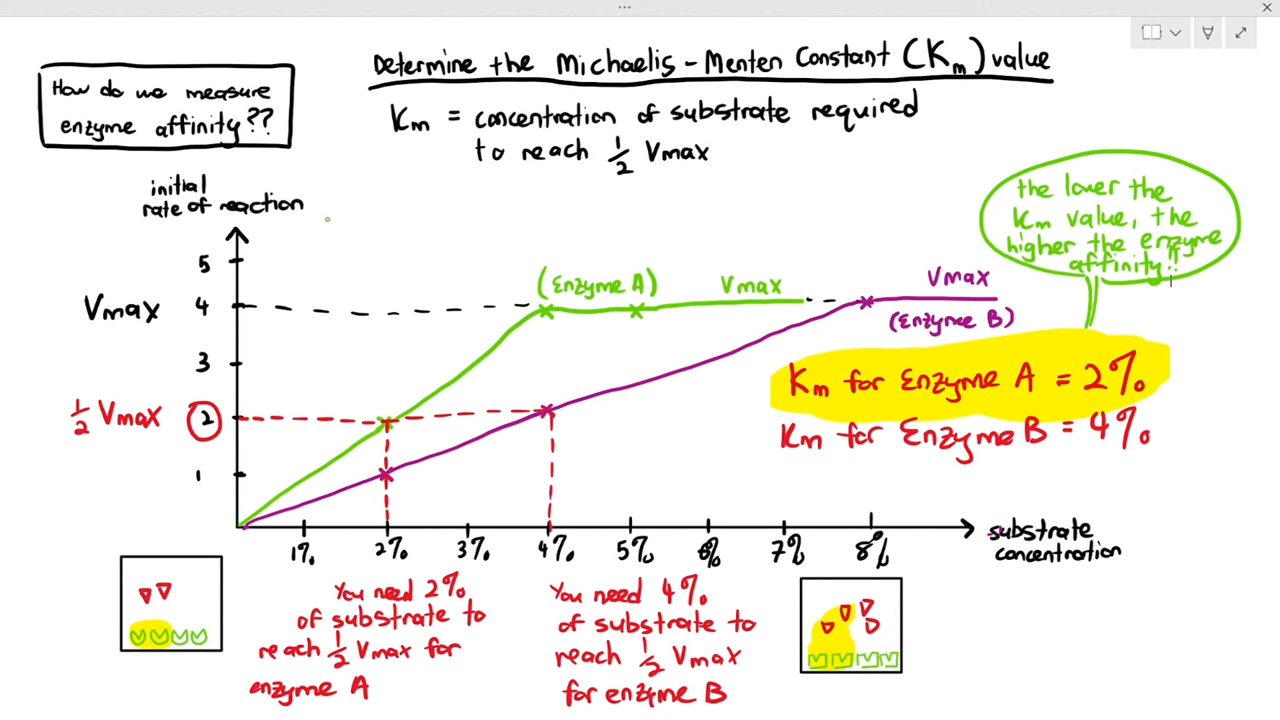 How do we measure
enzyme affinity??
Determine the Michaelis-Menten Constant (Km) value
Km = concentration of substrate required
to reach 1/2 Vmax
initial
rate of reaction
5
Vmax 4
3
1/2 Vmax 2
1
(Enzyme A)
Vmax
Vmax
(Enzyme B)
the lower the
Km value, the
higher the enzyme
affinity!!
Km for Enzyme A = 2%
Km for Enzyme B = 4%
1% 2% 3% 4% 5% 6% 7% 8%
substrate
concentration
You need 2%
of substrate to
reach 1/2 Vmax for
enzyme A
You need 4%
of substrate to
reach 1/2 Vmax
for enzyme B